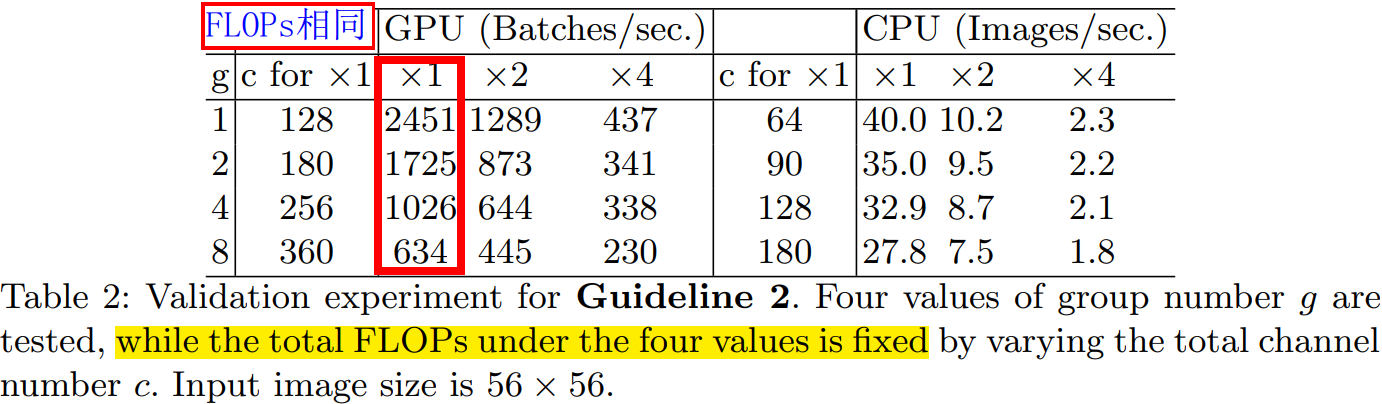 FLOPs相同 GPU (Batches/sec.) CPU (Images/sec.)
g c for ×1 ×1 ×2 ×4 c for ×1 ×1 ×2 ×4
1 128 2451 1289 437 64 40.0 10.2 2.3
2 180 1725 873 341 90 35.0 9.5 2.2
4 256 1026 644 338 128 32.9 8.7 2.1
8 360 634 445 230 180 27.8 7.5 1.8
Table 2: Validation experiment for Guideline 2. Four values of group number g are
tested, while the total FLOPs under the four values is fixed by varying the total channel
number c. Input image size is 56 × 56.